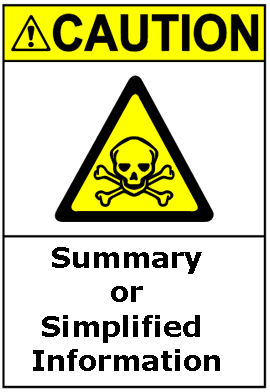 CAUTION
Summary
or
Simplified
Information